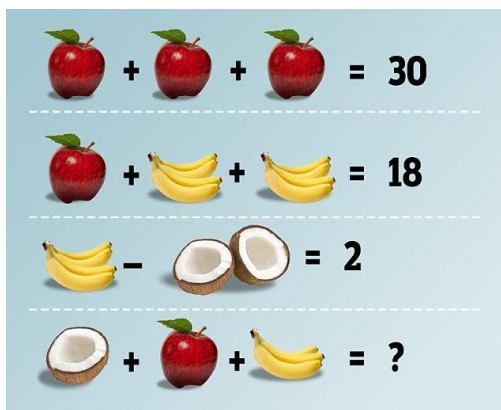 + + = 30
+ + = 18
- = 2
+ + = ?